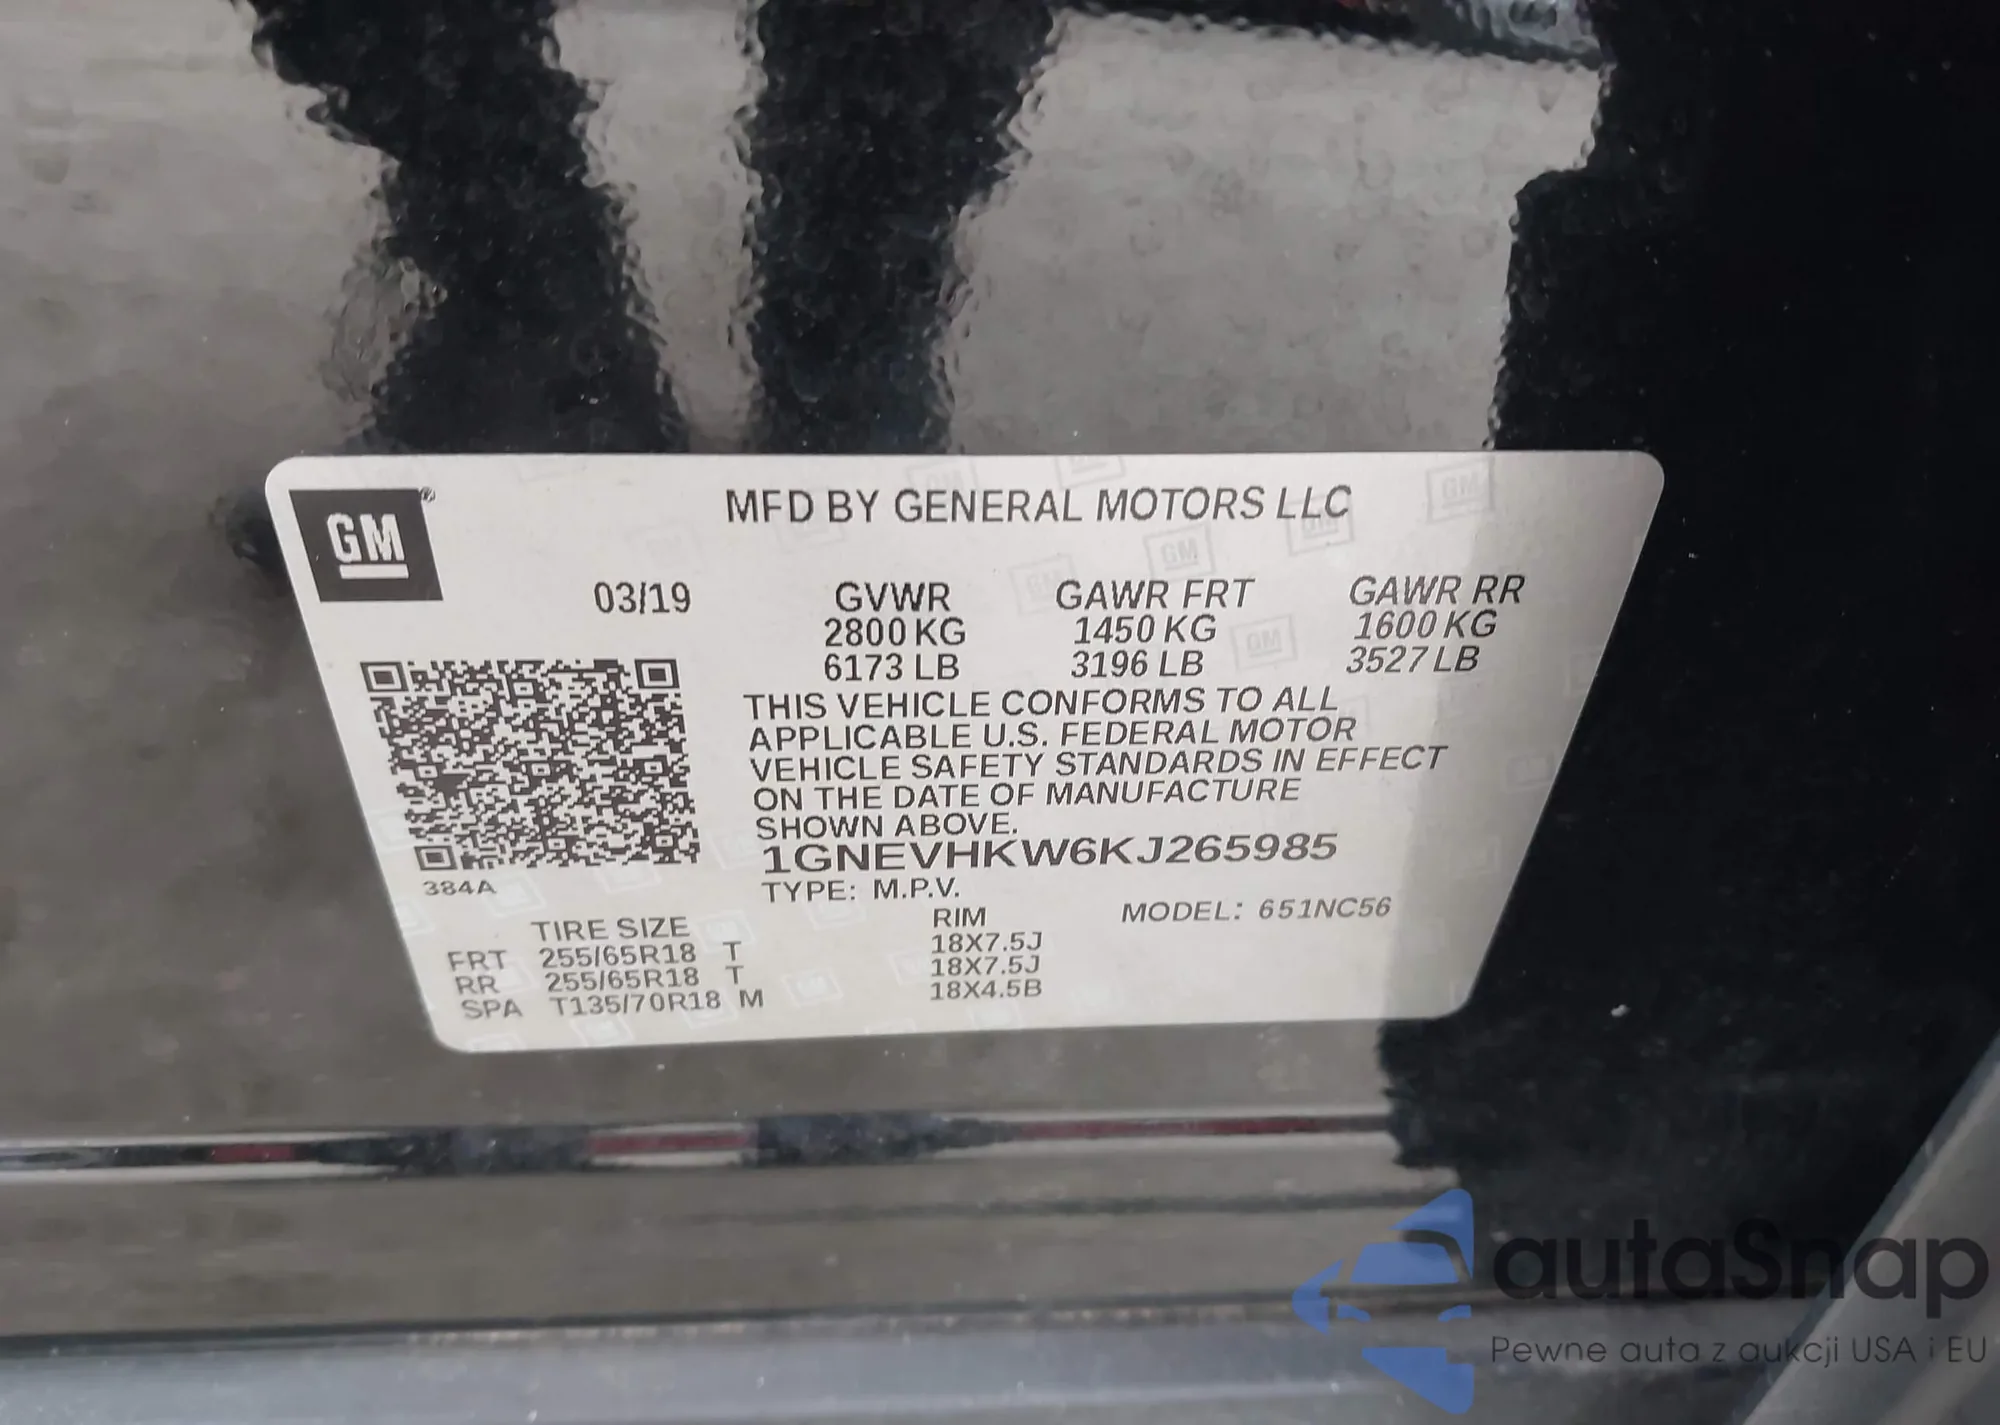 GM®
MFD BY GENERAL MOTORS LLC
03/19 GVWR GAWR FRT GAWR RR
2800 KG 1450 KG 1600 KG
6173 LB 3196 LB 3527 LB
THIS VEHICLE CONFORMS TO ALL
APPLICABLE U.S. FEDERAL MOTOR
VEHICLE SAFETY STANDARDS IN EFFECT
ON THE DATE OF MANUFACTURE
SHOWN ABOVE.
1GNEVHKW6KJ265985
384A
TYPE: M.P.V.
TIRE SIZE RIM MODEL: 651NC56
FRT 255/65R18 T 18X7.5J
RR 255/65R18 T 18X7.5J
SPA T135/70R18 M 18X4.5B
autaSnap
Pewne auta z aukcji USA i EU